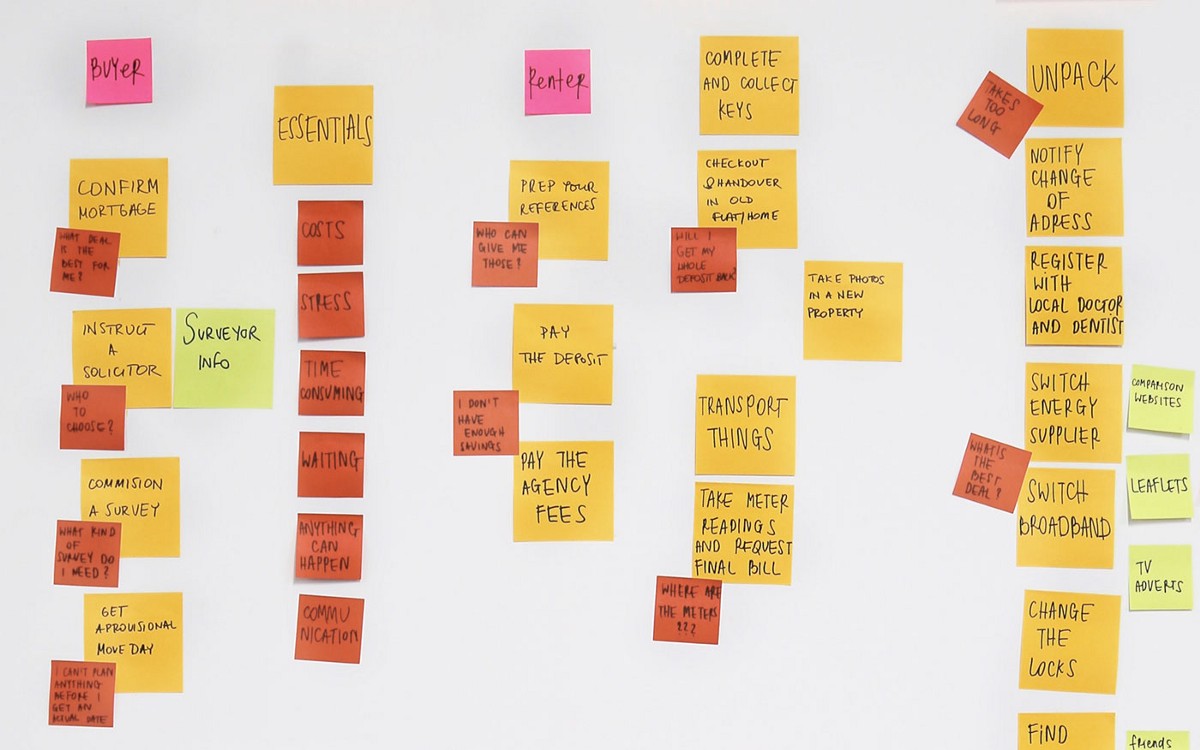 BUYER
CONFIRM
MORTGAGE
WHAT DEAL
IS THE
BEST FOR
ME?
INSTRUCT
A
SOLICITOR
WHO
TO
CHOOSE?
SURVEYOR
INFO
COMMISION
A SURVEY
WHAT KIND
OF
SURVEY DO
I NEED?
GET
A PROVISIONAL
MOVE DAY
I CAN'T PLAN
ANYTHING
BEFORE I
GET AN
DATE
ESSENTIALS
COSTS
STRESS
TIME
CONSUMING
WAITING
ANYTHING
CAN
HAPPEN
COMMU
NICATION
Renter
PREP YOUR
REFERENCES
WHO CAN
GIVE ME
THOSE?
PAY
THE DEPOSIT
I DON'T
HAVE
ENOUGH
SAVINGS
PAY THE
AGENCY
FEES
COMPLETE
AND COLLECT
KEYS
CHECKOUT
& HANDOVER
IN OLD
FLAT/HOME
WILL I
GET MY
WHOLE
DEPOSIT BACK?
TAKE PHOTOS
IN A NEW
PROPERTY
TRANSPORT
THINGS
TAKE METER
READINGS
AND REQUEST
FINAL BILL
WHERE ARE
THE METERS
???
UNPACK
TAKES
TOO
LONG
NOTIFY
CHANGE
OF
ADRESS
REGISTER
WITH
LOCAL DOCTOR
AND DENTIST
SWITCH
ENERGY
SUPPLIER
WHAT'S
THE
BEST
DEAL?
SWITCH
BROADBAND
CHANGE
THE
LOCKS
FIND
COMPARISON
WEBSITES
LEAFLETS
TV
ADVERTS
friends